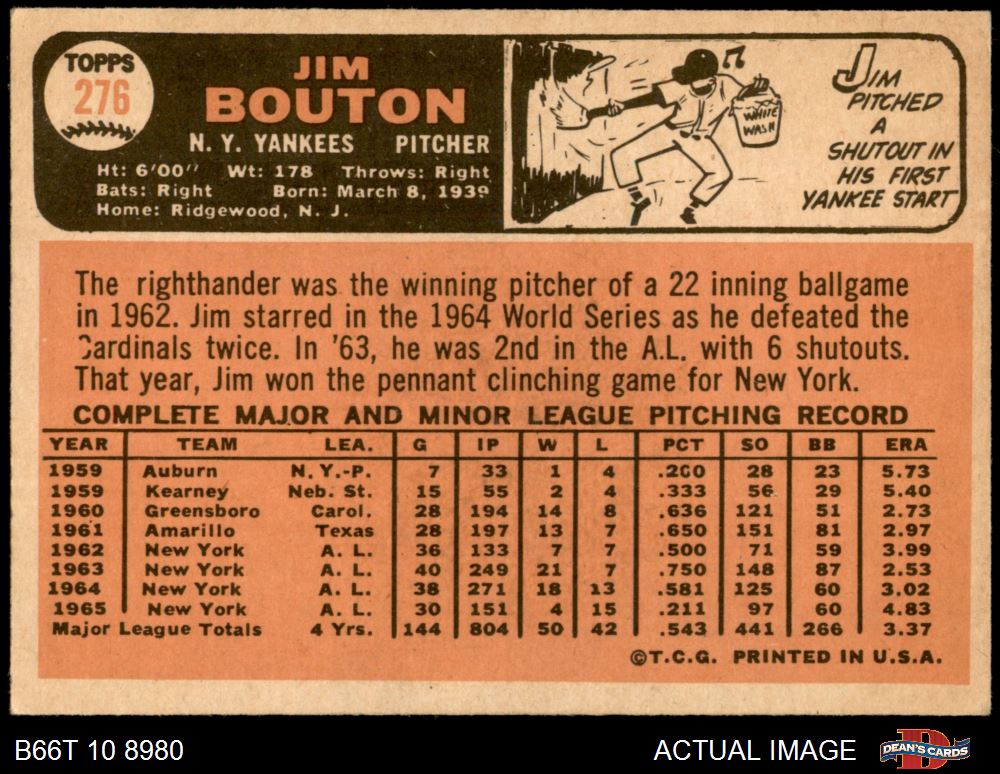 TOPPS
276
JIM
BOUTON
N. Y. YANKEES PITCHER
Ht: 6'00" Wt: 178 Throws: Right
Bats: Right Born: March 8, 1939
Home: Ridgewood, N. J.
WHITE
WASH
JIM
PITCHED
A
SHUTOUT IN
HIS FIRST
YANKEE START
The righthander was the winning pitcher of a 22 inning ballgame
in 1962. Jim starred in the 1964 World Series as he defeated the
Cardinals twice. In '63, he was 2nd in the A.L. with 6 shutouts.
That year, Jim won the pennant clinching game for New York.
COMPLETE MAJOR AND MINOR LEAGUE PITCHING RECORD
YEAR TEAM LEA. G IP W L PCT SO BB ERA
1959 Auburn N. Y.-P. 7 33 1 4 .200 28 23 5.73
1959 Kearney Neb. St. 15 55 2 4 .333 56 29 5.40
1960 Greensboro Carol. 28 194 14 8 .636 121 51 2.73
1961 Amarillo Texas 28 197 13 7 .650 151 81 2.97
1962 New York A. L. 36 133 7 7 .500 71 59 3.99
1963 New York A. L. 40 249 21 7 .750 148 87 2.53
1964 New York A. L. 38 271 18 13 .581 125 60 3.02
1965 New York A. L. 30 151 4 15 .211 97 60 4.83
Major League Totals 4 Yrs. 144 804 50 42 .543 441 266 3.37
©T.C.G. PRINTED IN U.S.A.
B66T 10 8980 ACTUAL IMAGE DEAN'S CARDS